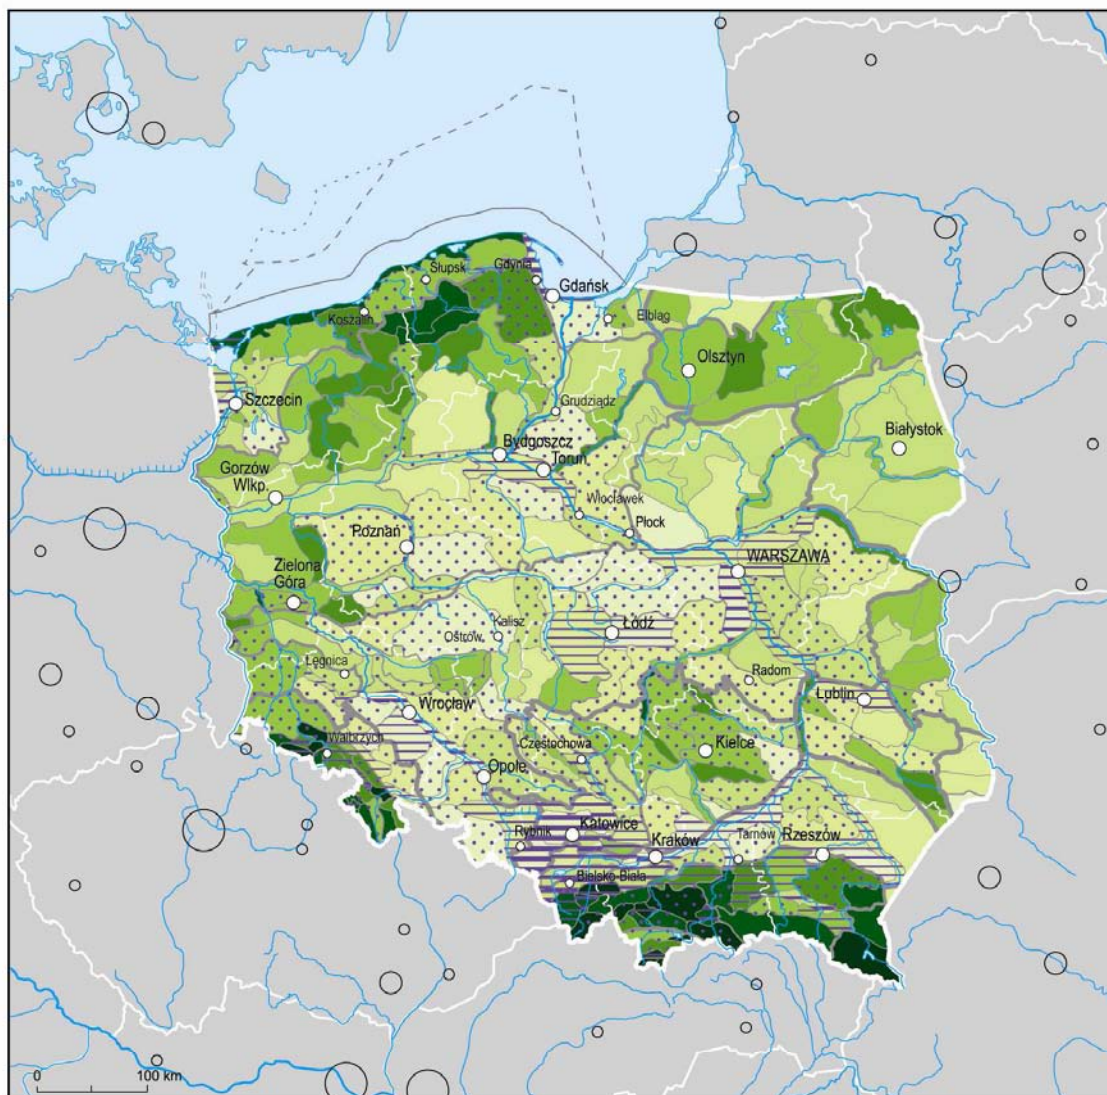 Słupsk
Gdynia
Gdańsk
Koszalin
Elbląg
Olsztyn
Szczecin
Grudziądz
Białystok
Bydgoszcz
Toruń
Gorzów
Wlkp.
Włocławek
Płock
Poznań
WARSZAWA
Zielona
Góra
Kalisz
Ostrów
Łódź
Radom
Legnica
Lublin
Wrocław
Wałbrzych
Częstochowa
Kielce
Opole
Rybnik
Katowice
Kraków
Tarnów
Rzeszów
Bielsko-Biała
0 100 km